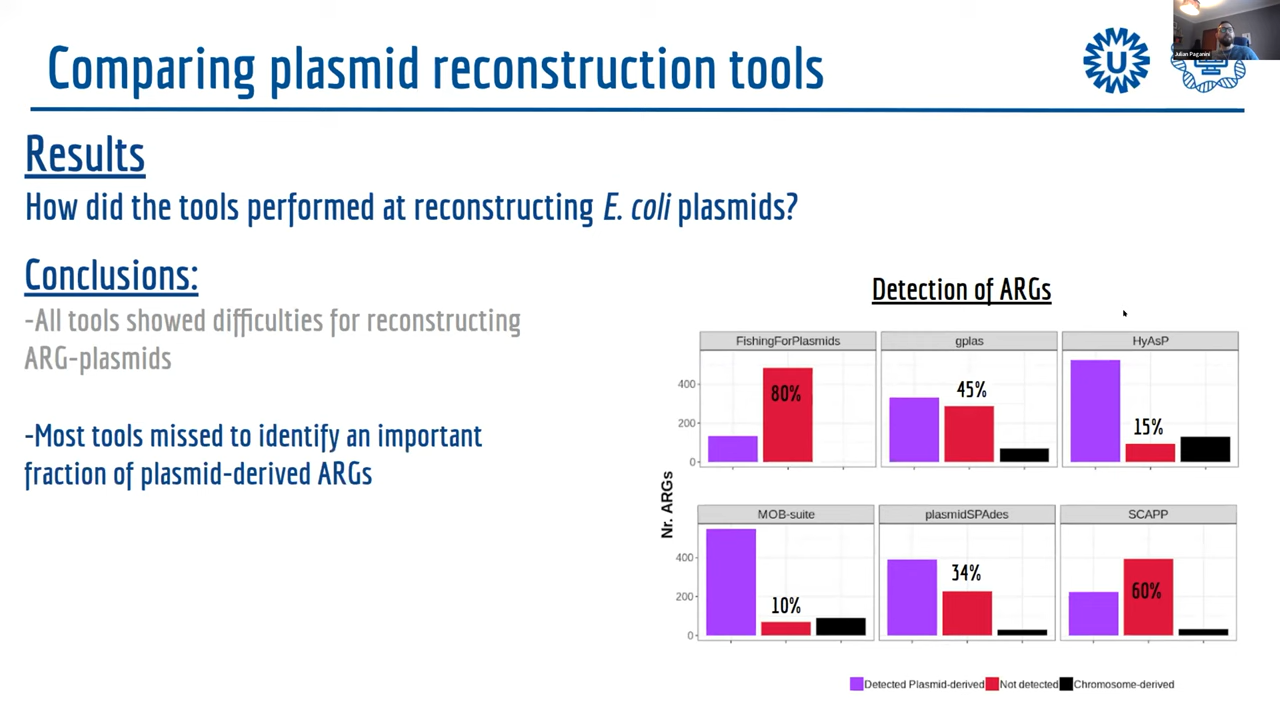 Comparing plasmid reconstruction tools
U
Julian Paganini
Results
How did the tools performed at reconstructing E. coli plasmids?
Conclusions:
-All tools showed difficulties for reconstructing
ARG-plasmids
-Most tools missed to identify an important
fraction of plasmid-derived ARGs
Detection of ARGs
Nr. ARGs
FishingForPlasmids
gplas
HyAsP
400
200
0
80%
45%
15%
MOB-suite
plasmidSPAdes
SCAPP
400
200
0
10%
34%
60%
Detected Plasmid-derived Not detected Chromosome-derived